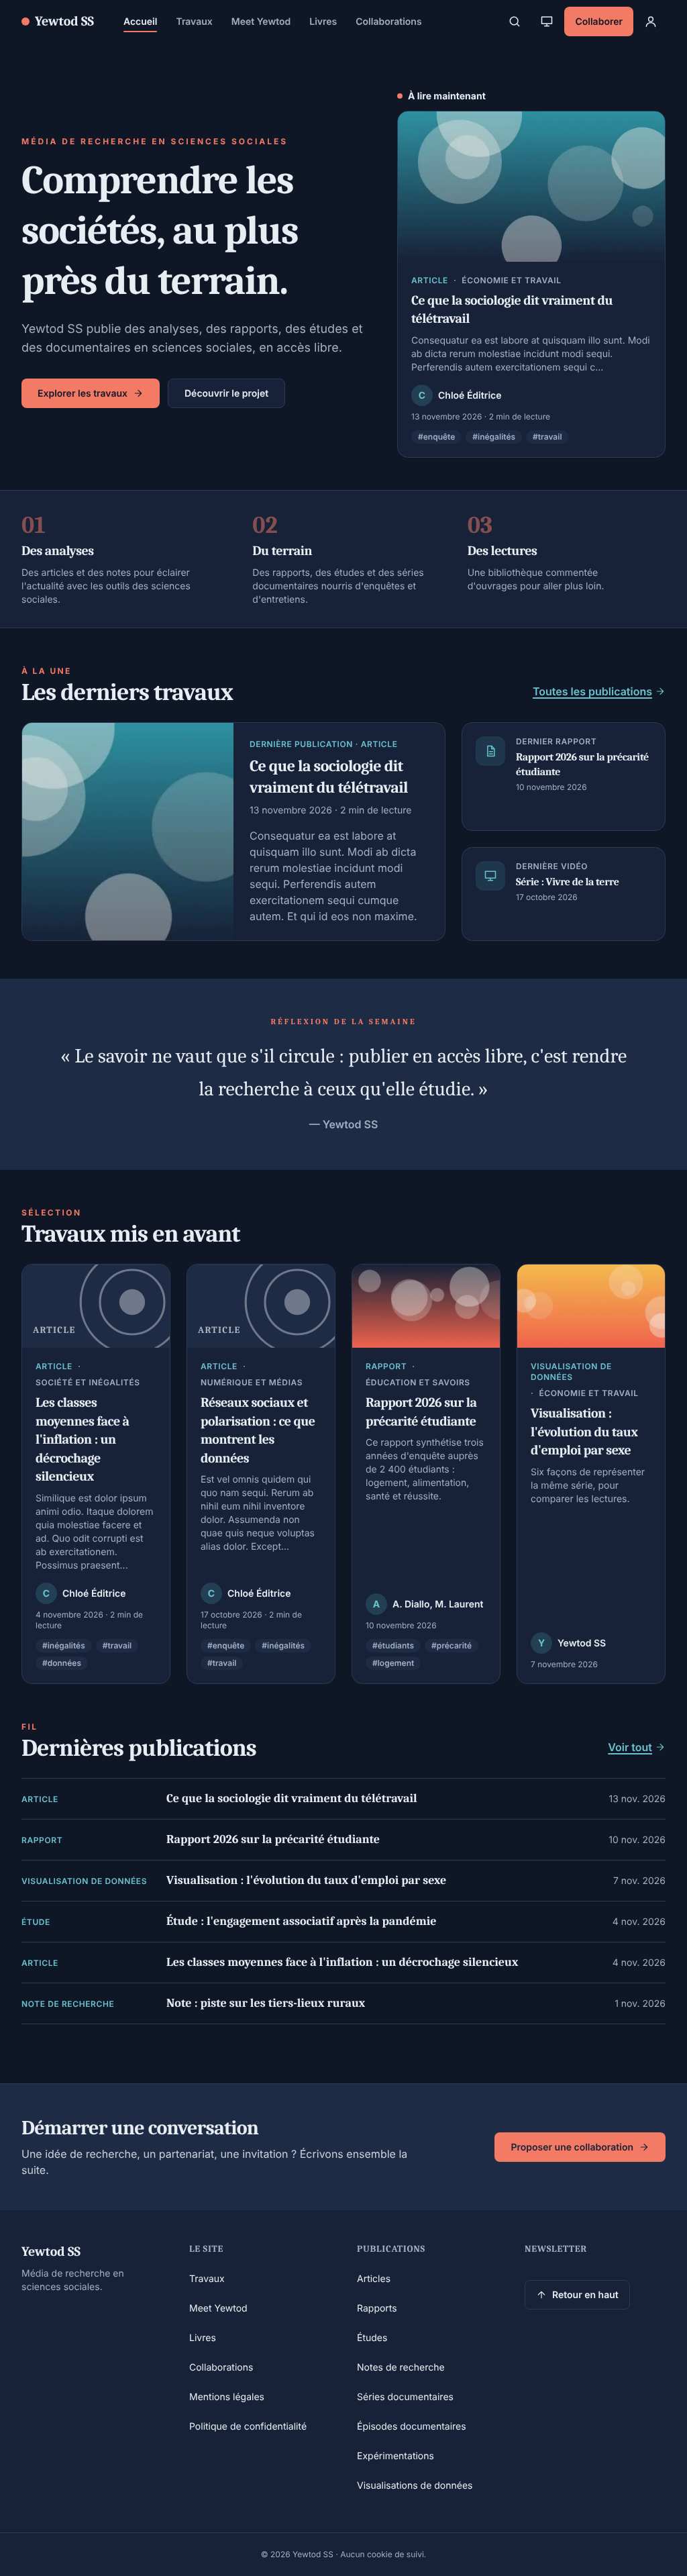 Yewtod SS
Accueil
Travaux
Meet Yewtod
Livres
Collaborations
Collaborer
MÉDIA DE RECHERCHE EN SCIENCES SOCIALES
Comprendre les
sociétés, au plus
près du terrain.
Yewtod SS publie des analyses, des rapports, des études et
des documentaires en sciences sociales, en accès libre.
Explorer les travaux
Découvrir le projet
À lire maintenant
ARTICLE · ÉCONOMIE ET TRAVAIL
Ce que la sociologie dit vraiment du
télétravail
Consequatur ea est labore at quisquam illo sunt. Modi
ab dicta rerum molestiae incidunt modi sequi.
Perferendis autem exercitationem sequi c...
C
Chloé Éditrice
13 novembre 2026 · 2 min de lecture
#enquête #inégalités #travail
01
Des analyses
Des articles et des notes pour éclairer
l'actualité avec les outils des sciences
sociales.
02
Du terrain
Des rapports, des études et des séries
documentaires nourris d'enquêtes et
d'entretiens.
03
Des lectures
Une bibliothèque commentée
d'ouvrages pour aller plus loin.
À LA UNE
Les derniers travaux
Toutes les publications
DERNIÈRE PUBLICATION · ARTICLE
Ce que la sociologie dit
vraiment du télétravail
13 novembre 2026 · 2 min de lecture
Consequatur ea est labore at
quisquam illo sunt. Modi ab dicta
rerum molestiae incidunt modi
sequi. Perferendis autem
exercitationem sequi cumque
autem. Et qui id eos non maxime.
DERNIER RAPPORT
Rapport 2026 sur la précarité
étudiante
10 novembre 2026
DERNIÈRE VIDÉO
Série : Vivre de la terre
17 octobre 2026
RÉFLEXION DE LA SEMAINE
« Le savoir ne vaut que s'il circule : publier en accès libre, c'est rendre
la recherche à ceux qu'elle étudie. »
— Yewtod SS
SÉLECTION
Travaux mis en avant
ARTICLE
ARTICLE ·
SOCIÉTÉ ET INÉGALITÉS
Les classes
moyennes face à
l'inflation : un
décrochage
silencieux
Similique est dolor ipsum
animi odio. Itaque dolorem
quia molestiae facere et
ad. Quo odit corrupti est
ab exercitationem.
Possimus praesent...
C
Chloé Éditrice
4 novembre 2026 · 2 min de
lecture
#inégalités #travail
#données
ARTICLE
ARTICLE ·
NUMÉRIQUE ET MÉDIAS
Réseaux sociaux et
polarisation : ce que
montrent les
données
Est vel omnis quidem qui
quo nam sequi. Rerum ab
nihil eum nihil inventore
dolor. Assumenda non
quae quis neque voluptas
alias dolor. Except...
C
Chloé Éditrice
17 octobre 2026 · 2 min de
lecture
#enquête #inégalités
#travail
RAPPORT ·
ÉDUCATION ET SAVOIRS
Rapport 2026 sur la
précarité étudiante
Ce rapport synthétise trois
années d'enquête auprès
de 2 400 étudiants :
logement, alimentation,
santé et réussite.
A
A. Diallo, M. Laurent
10 novembre 2026
#étudiants #précarité
#logement
VISUALISATION DE
DONNÉES
· ÉCONOMIE ET TRAVAIL
Visualisation :
l'évolution du taux
d'emploi par sexe
Six façons de représenter
la même série, pour
comparer les lectures.
Y
Yewtod SS
7 novembre 2026
FIL
Dernières publications
Voir tout
ARTICLE Ce que la sociologie dit vraiment du télétravail 13 nov. 2026
RAPPORT Rapport 2026 sur la précarité étudiante 10 nov. 2026
VISUALISATION DE DONNÉES Visualisation : l'évolution du taux d'emploi par sexe 7 nov. 2026
ÉTUDE Étude : l'engagement associatif après la pandémie 4 nov. 2026
ARTICLE Les classes moyennes face à l'inflation : un décrochage silencieux 4 nov. 2026
NOTE DE RECHERCHE Note : piste sur les tiers-lieux ruraux 1 nov. 2026
Démarrer une conversation
Une idée de recherche, un partenariat, une invitation ? Écrivons ensemble la
suite.
Proposer une collaboration
Yewtod SS
Média de recherche en
sciences sociales.
LE SITE
Travaux
Meet Yewtod
Livres
Collaborations
Mentions légales
Politique de confidentialité
PUBLICATIONS
Articles
Rapports
Études
Notes de recherche
Séries documentaires
Épisodes documentaires
Expérimentations
Visualisations de données
NEWSLETTER
Retour en haut
© 2026 Yewtod SS · Aucun cookie de suivi.